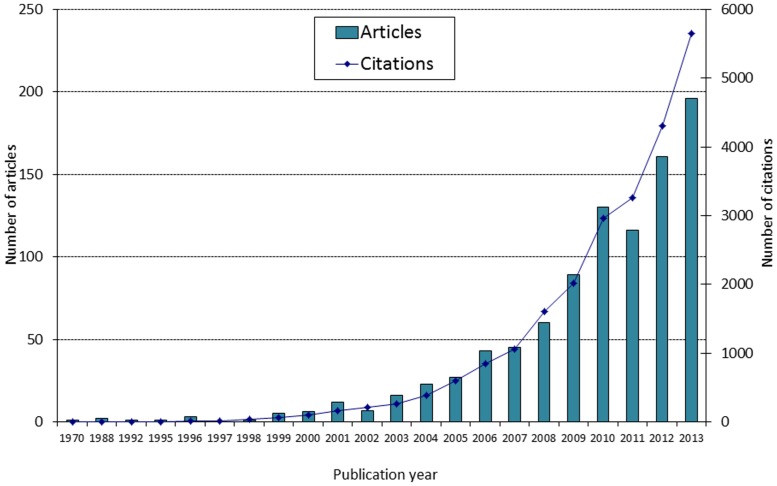 Articles
Citations
250
200
150
100
50
0
Number of articles
6000
5000
4000
3000
2000
1000
0
Number of citations
1970 1988 1992 1995 1996 1997 1998 1999 2000 2001 2002 2003 2004 2005 2006 2007 2008 2009 2010 2011 2012 2013
Publication year